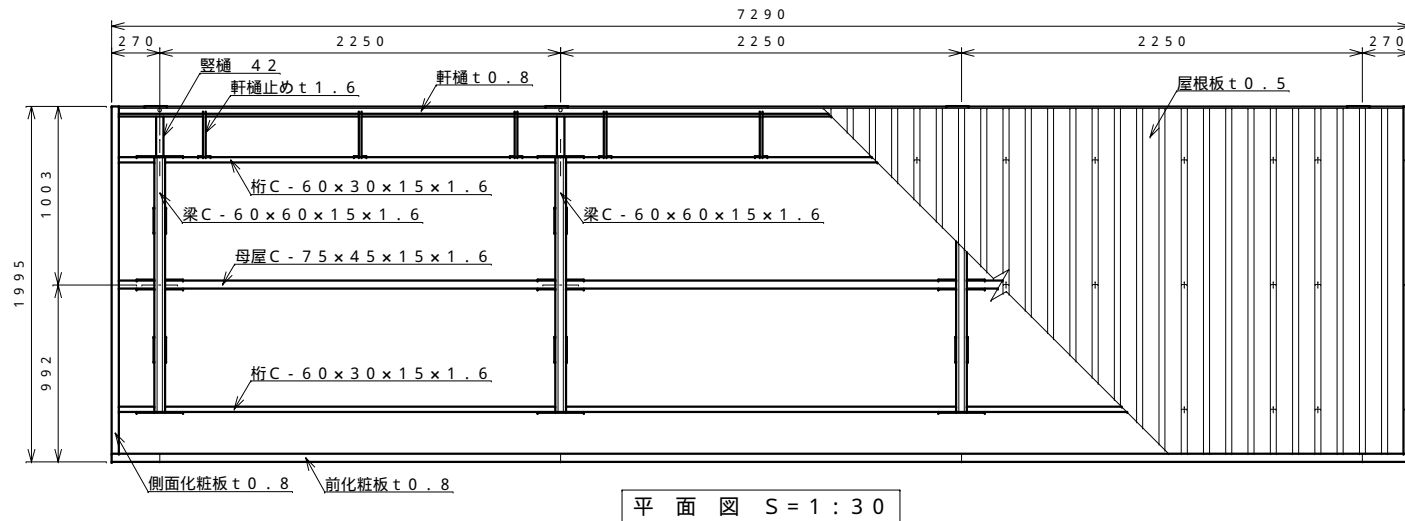 7290
270 2250 2250 2250 270
竪樋 42
軒樋止めt1.6
軒樋t0.8
屋根板t0.5
桁C-60×30×15×1.6
梁C-60×60×15×1.6
梁C-60×60×15×1.6
母屋C-75×45×15×1.6
1003
1995
992
桁C-60×30×15×1.6
側面化粧板t0.8
前化粧板t0.8
平面図 S=1:30